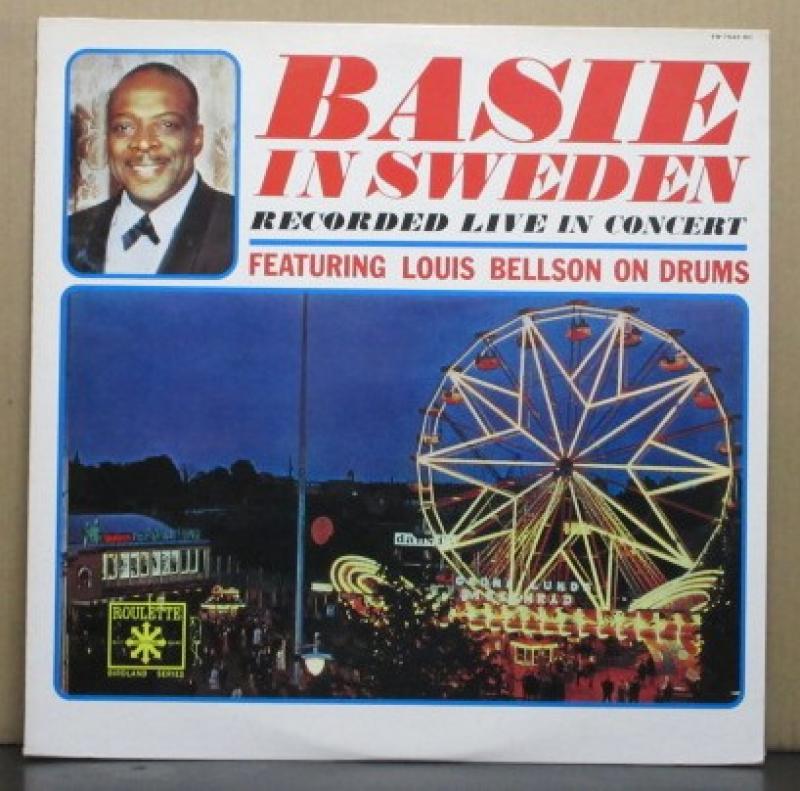 BASIE
IN SWEDEN
RECORDED LIVE IN CONCERT
FEATURING LOUIS BELLSON ON DRUMS
ROULETTE
BIRDLAND SERIES